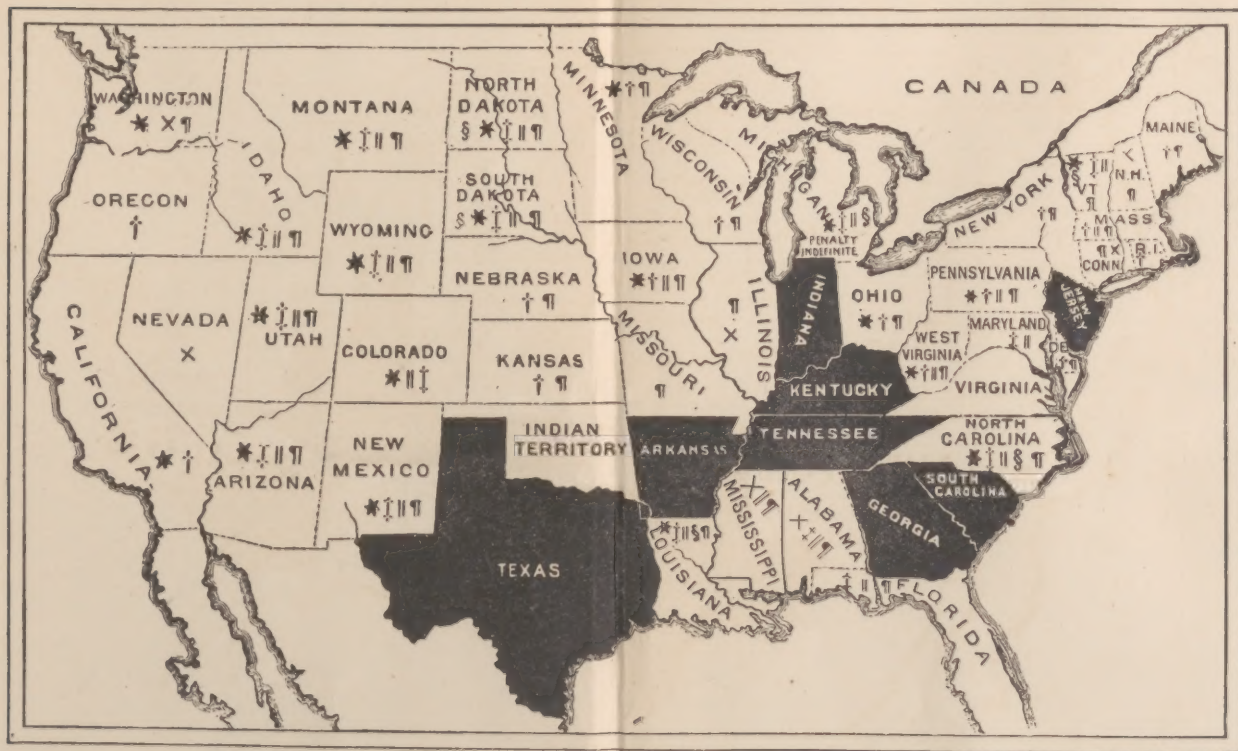 CANADA
WASHINGTON
* × ¶
MONTANA
* ‡ ॥ ¶
NORTH
DAKOTA
§ * ‡ ॥ ¶
MINNESOTA
* † ¶
WISCONSIN
† ¶
MICHIGAN
* ‡ ॥ §
PENALTY
INDEFINITE
MAINE
† ¶
N.H.
¶
VT
¶
MASS
† ॥ ¶
¶ ×
CONN
R.I.
NEW YORK
† ¶
OREGON
†
IDAHO
* ‡ ॥ ¶
WYOMING
* ‡ ॥ ¶
SOUTH
DAKOTA
§ * ‡ ॥ ¶
IOWA
* † ॥ ¶
NEBRASKA
† ¶
ILLINOIS
¶
×
INDIANA
OHIO
* † ¶
PENNSYLVANIA
* † ॥ ¶
NEW
JERSEY
MARYLAND
‡ ॥
DE
WEST
VIRGINIA
* † ॥ ¶
VIRGINIA
CALIFORNIA
* †
NEVADA
×
* ‡ ॥ ¶
UTAH
COLORADO
* ॥ ‡
KANSAS
† ¶
MISSOURI
¶
KENTUCKY
* ‡ ॥ ¶
ARIZONA
NEW
MEXICO
* ‡ ॥ ¶
INDIAN
TERRITORY
ARKANSAS
TENNESSEE
NORTH
CAROLINA
* ‡ ॥ § ¶
SOUTH
CAROLINA
GEORGIA
TEXAS
* ‡ ॥ § ¶
LOUISIANA
× ॥ ¶
MISSISSIPPI
ALABAMA
× ‡ ॥ ¶
‡ ॥ ¶
FLORIDA